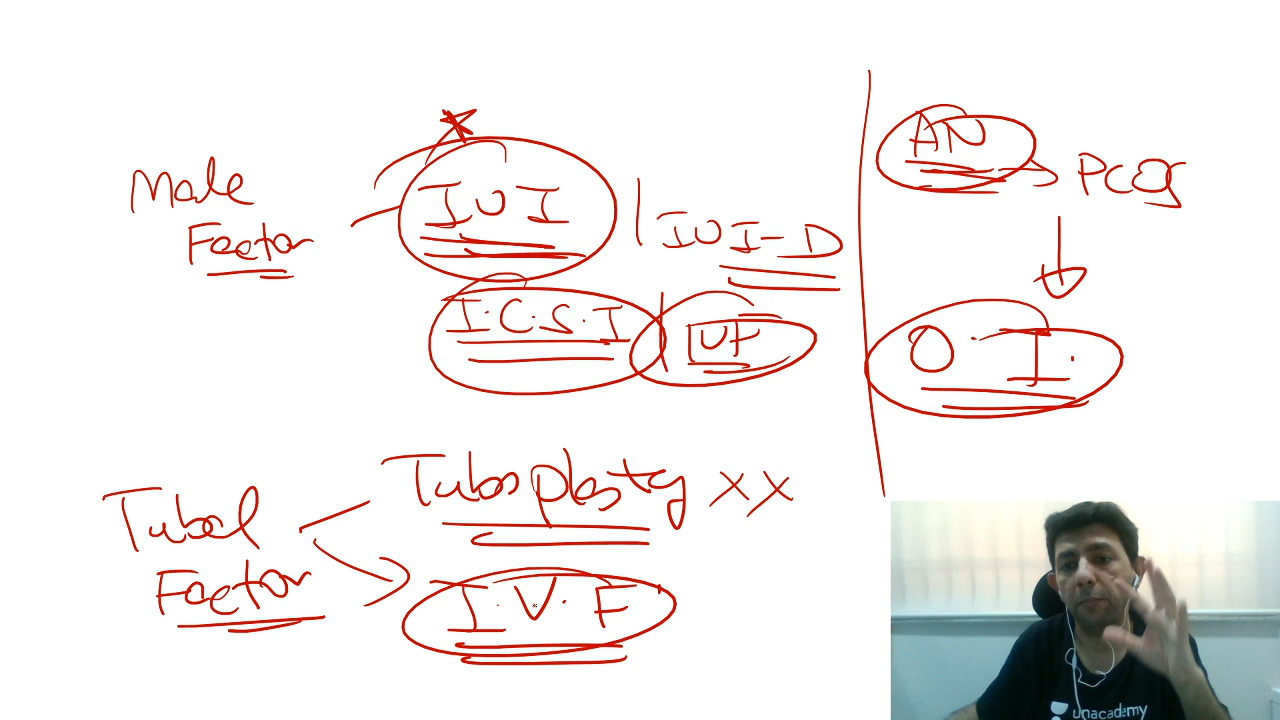 Male
Factor
IUI | IUI-D
I.C.S.I | IVF
Tubal
Factor
Tuboplasty XX
I.V.F
AN → PCOS
O.I.
unacademy